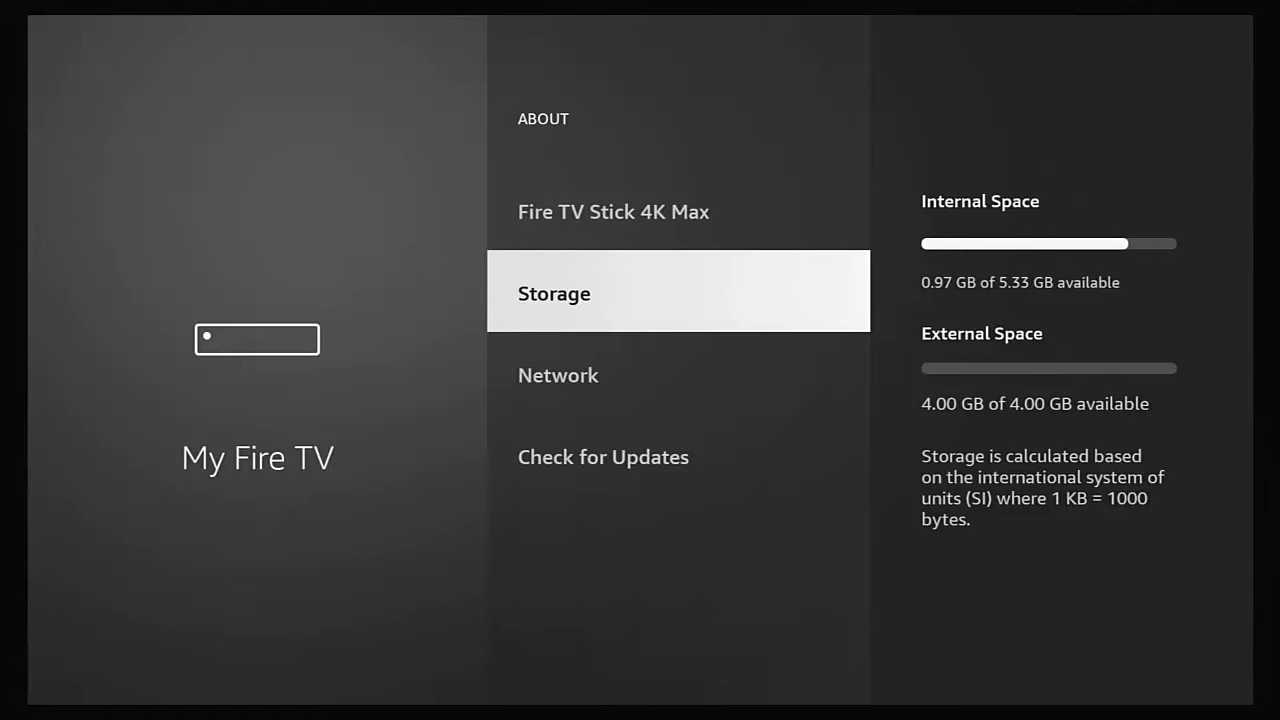 My Fire TV
ABOUT
Fire TV Stick 4K Max
Storage
Network
Check for Updates
Internal Space
0.97 GB of 5.33 GB available
External Space
4.00 GB of 4.00 GB available
Storage is calculated based
on the international system of
units (SI) where 1 KB = 1000
bytes.